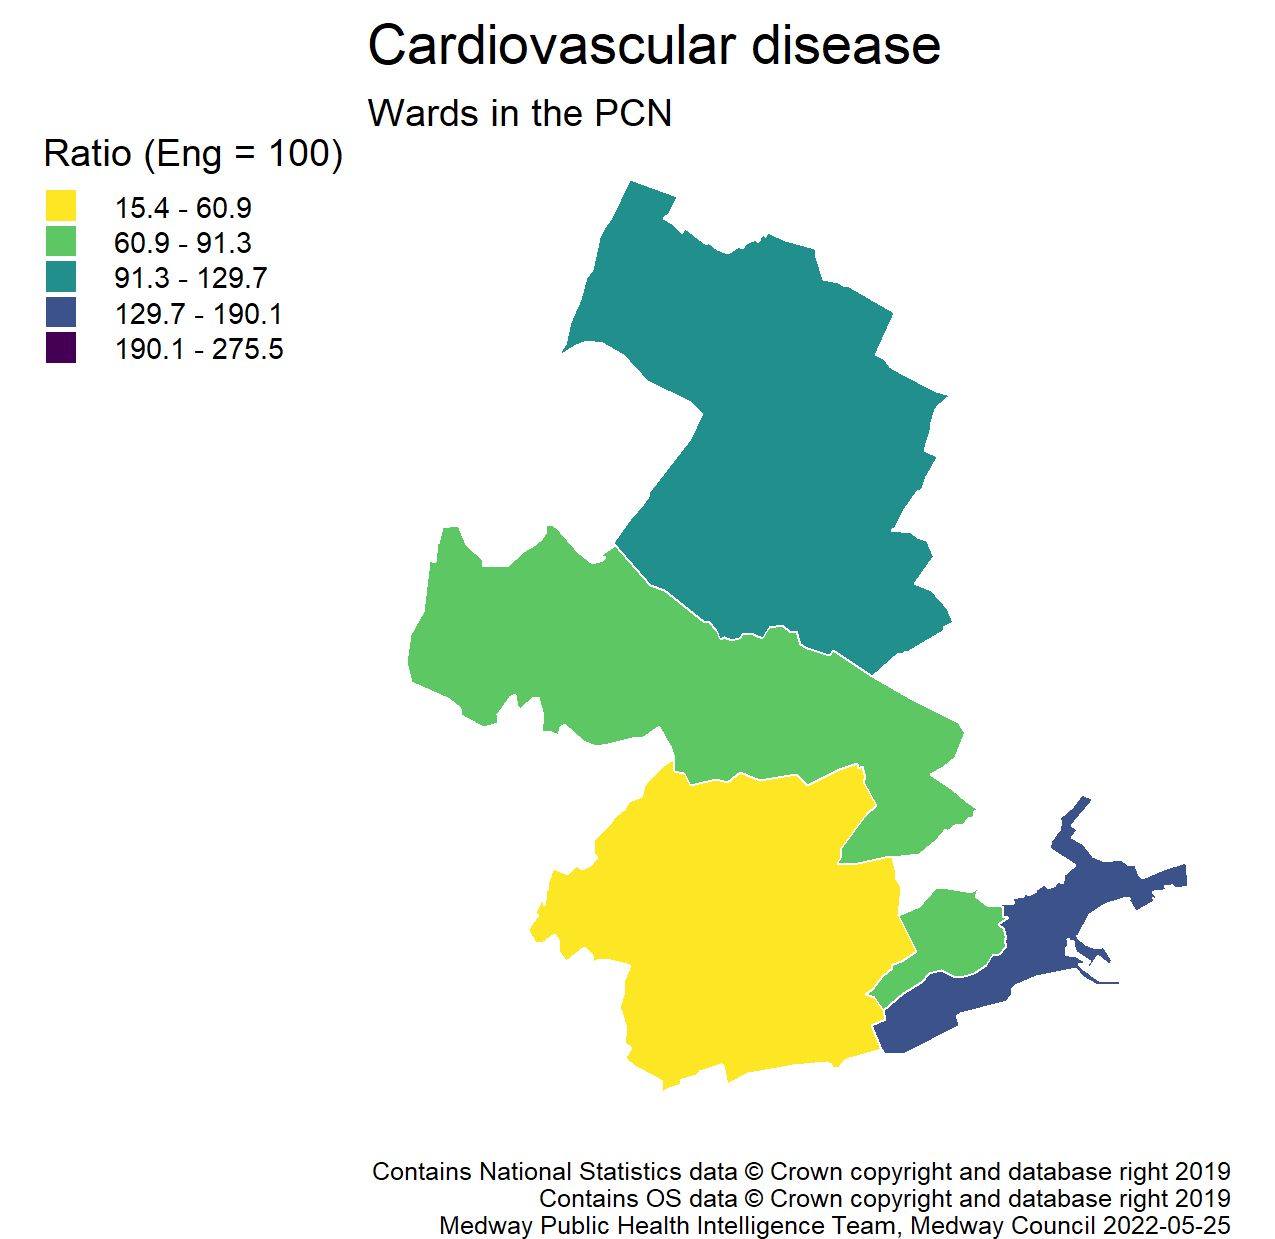 Cardiovascular disease
Wards in the PCN
Ratio (Eng = 100)
15.4 - 60.9
60.9 - 91.3
91.3 - 129.7
129.7 - 190.1
190.1 - 275.5
Contains National Statistics data © Crown copyright and database right 2019
Contains OS data © Crown copyright and database right 2019
Medway Public Health Intelligence Team, Medway Council 2022-05-25